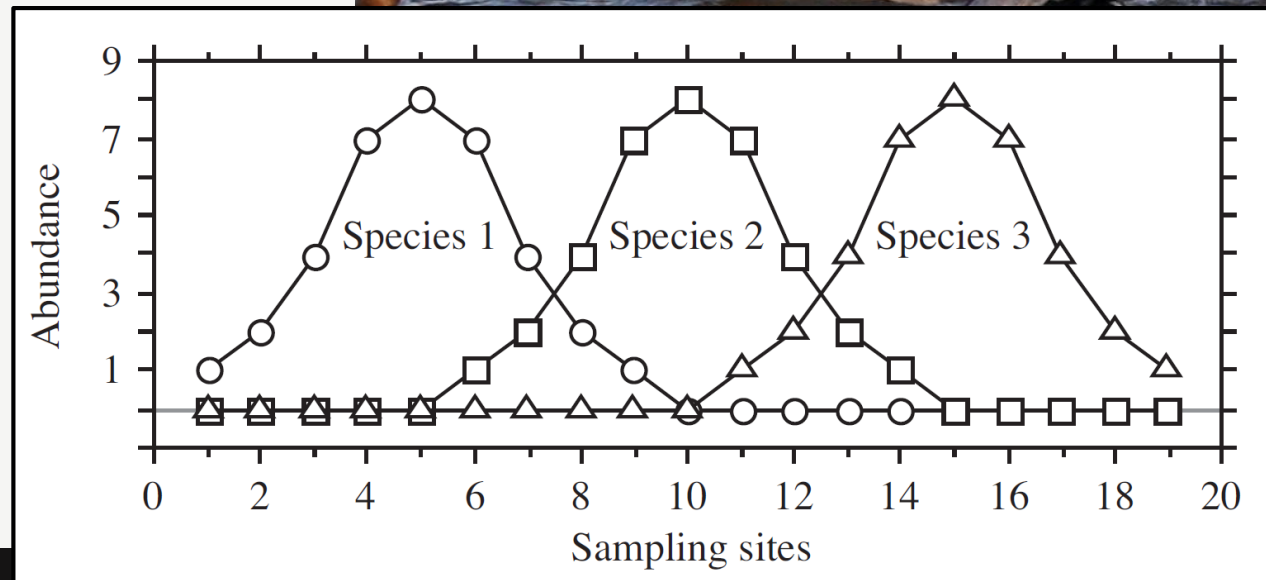 9
7
5
3
1
Abundance
Species 1
Species 2
Species 3
0 2 4 6 8 10 12 14 16 18 20
Sampling sites